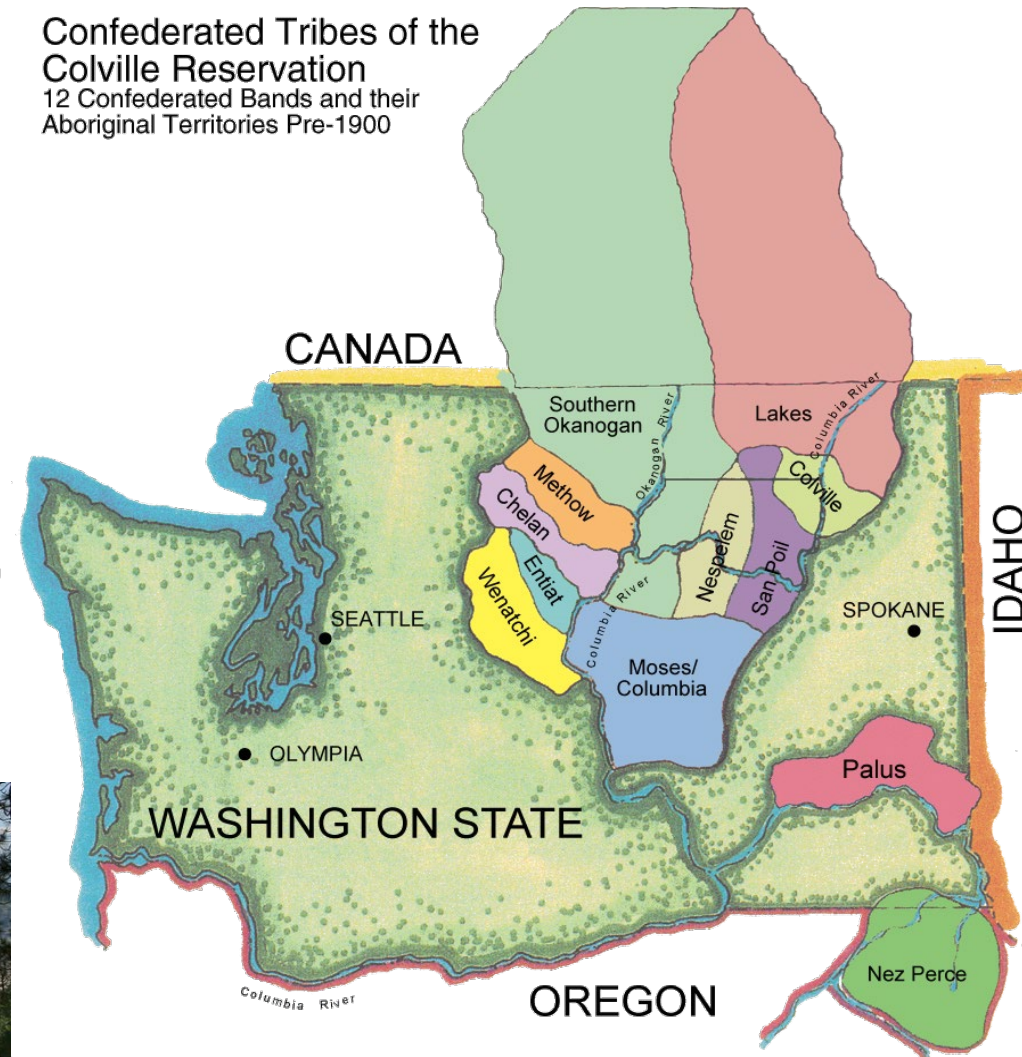 Confederated Tribes of the
Colville Reservation
12 Confederated Bands and their
Aboriginal Territories Pre-1900
CANADA
Southern
Okanogan
Okanogan River
Lakes
Columbia River
Methow
Chelan
Entiat
Wenatchi
Nespelem
San Poil
Colville
Columbia River
Moses/
Columbia
SEATTLE
OLYMPIA
SPOKANE
IDAHO
Palus
WASHINGTON STATE
Nez Perce
Columbia River
OREGON